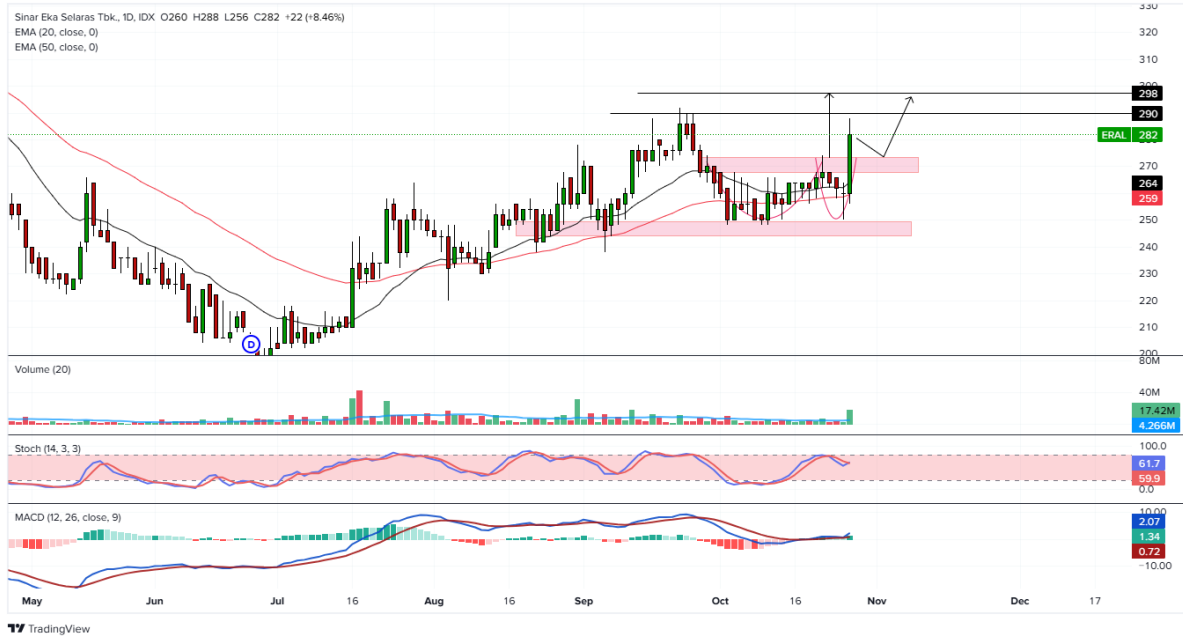 Sinar Eka Selaras Tbk., 1D, IDX O260 H288 L256 C282 +22 (+8.46%)
EMA (20, close, 0)
EMA (50, close, 0)
330
320
310
300
298
290
ERAL 282
280
270
264
259
250
240
230
220
210
200
D
Volume (20)
80M
40M
17.42M
4.266M
Stoch (14, 3, 3)
100.0
61.7
59.9
0.0
MACD (12, 26, close, 9)
10.00
2.07
1.34
0.72
−10.00
May Jun Jul 16 Aug 16 Sep Oct 16 Nov Dec 17
TradingView